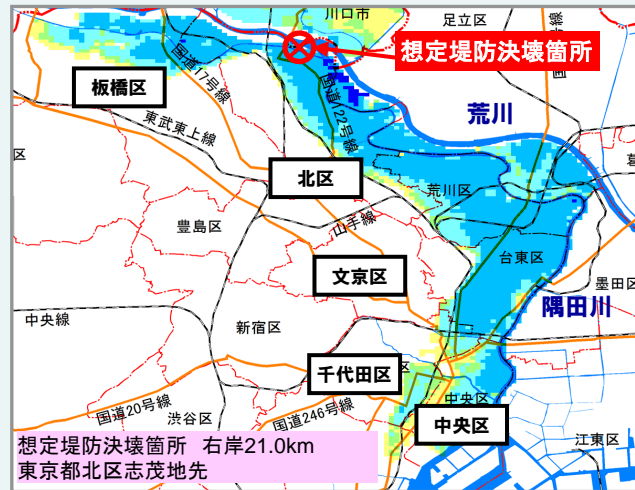 川口市
足立区
想定堤防決壊箇所
国道17号線
板橋区
国道122号線
荒川
東武東上線
区
北区
荒川区
山手線
豊島区
台東区
文京区
墨田区
隅田川
中央線
新宿区
千代田区
区
中央区
中央区
国道20号線
国道246号線
渋谷区
江東区
想定堤防決壊箇所 右岸21.0km
東京都北区志茂地先